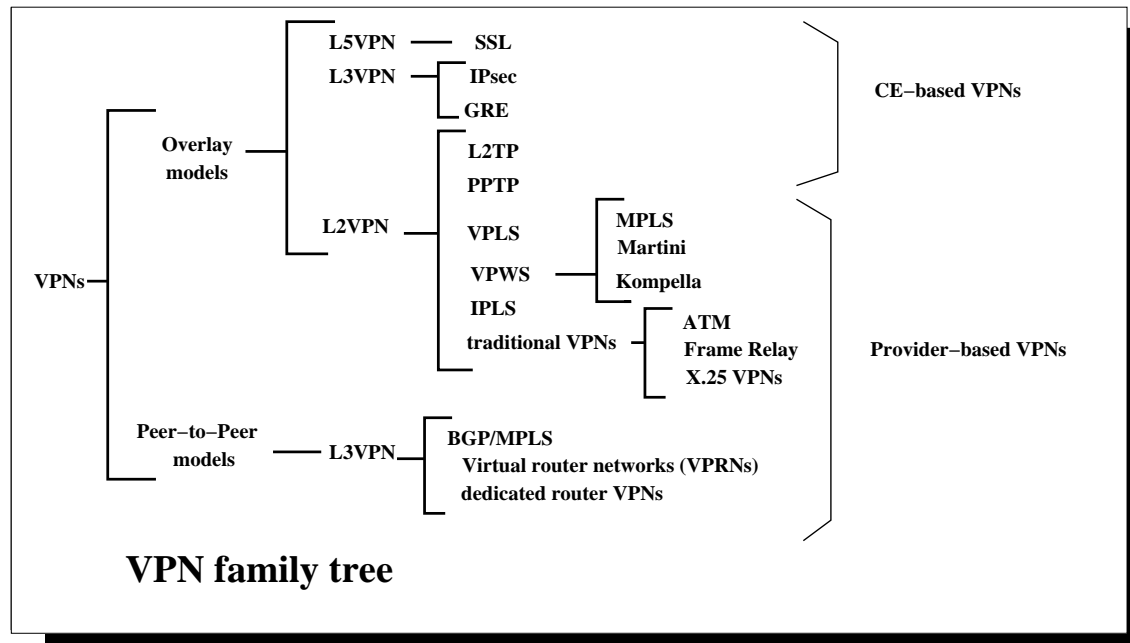 L5VPN SSL
L3VPN IPsec
CE−based VPNs
GRE
Overlay
models
L2TP
PPTP
L2VPN
VPLS
MPLS
Martini
VPWS
Kompella
VPNs
IPLS
traditional VPNs
ATM
Frame Relay
X.25 VPNs
Provider−based VPNs
Peer−to−Peer
models
L3VPN
BGP/MPLS
Virtual router networks (VPRNs)
dedicated router VPNs
VPN family tree